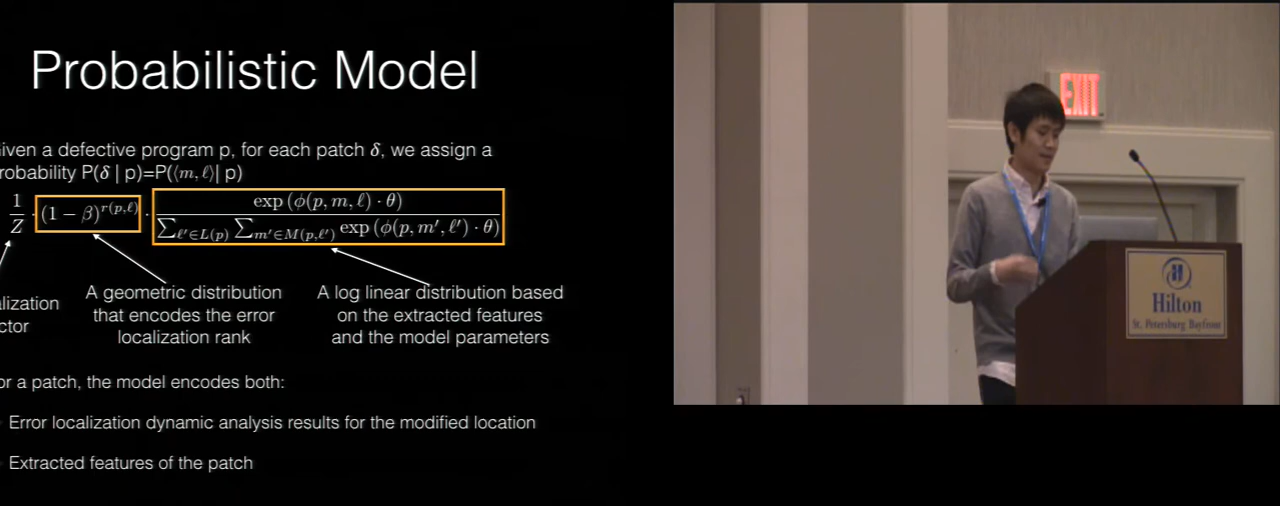 Probabilistic Model
iven a defective program p, for each patch δ, we assign a
robability P(δ | p)=P(⟨m, ℓ⟩| p)
1/Z · (1 − β)^{r(p,ℓ)} · exp (ϕ(p, m, ℓ) · θ) / ∑_{ℓ′∈L(p)} ∑_{m′∈M(p,ℓ′)} exp (ϕ(p, m′, ℓ′) · θ)
alization
ctor
A geometric distribution
that encodes the error
localization rank
A log linear distribution based
on the extracted features
and the model parameters
or a patch, the model encodes both:
Error localization dynamic analysis results for the modified location
Extracted features of the patch
EXIT
H
Hilton
St. Petersburg Bayfront